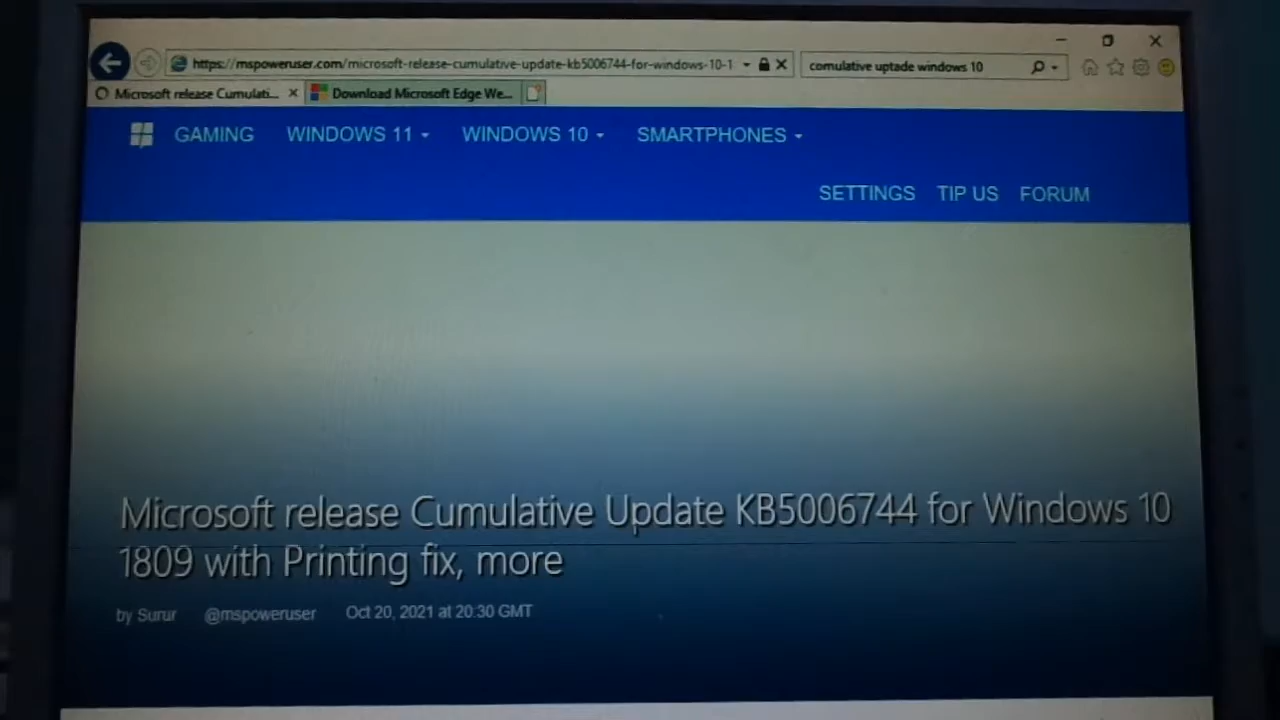 https://mspoweruser.com/microsoft-release-cumulative-update-kb5006744-for-windows-10-1
comulative uptade windows 10
Microsoft release Cumulati...
Download Microsoft Edge We...
GAMING WINDOWS 11 WINDOWS 10 SMARTPHONES
SETTINGS TIP US FORUM
Microsoft release Cumulative Update KB5006744 for Windows 10
1809 with Printing fix, more
by Surur @mspoweruser Oct 20, 2021 at 20:30 GMT